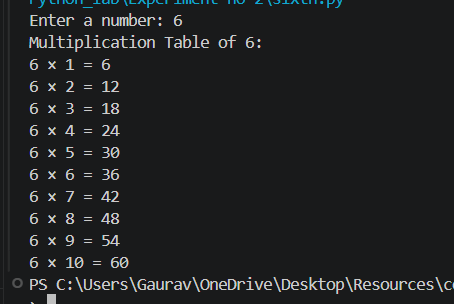 Python_lab\Experiment no 2\sixth.py
Enter a number: 6
Multiplication Table of 6:
6 × 1 = 6
6 × 2 = 12
6 × 3 = 18
6 × 4 = 24
6 × 5 = 30
6 × 6 = 36
6 × 7 = 42
6 × 8 = 48
6 × 9 = 54
6 × 10 = 60
PS C:\Users\Gaurav\OneDrive\Desktop\Resources\c